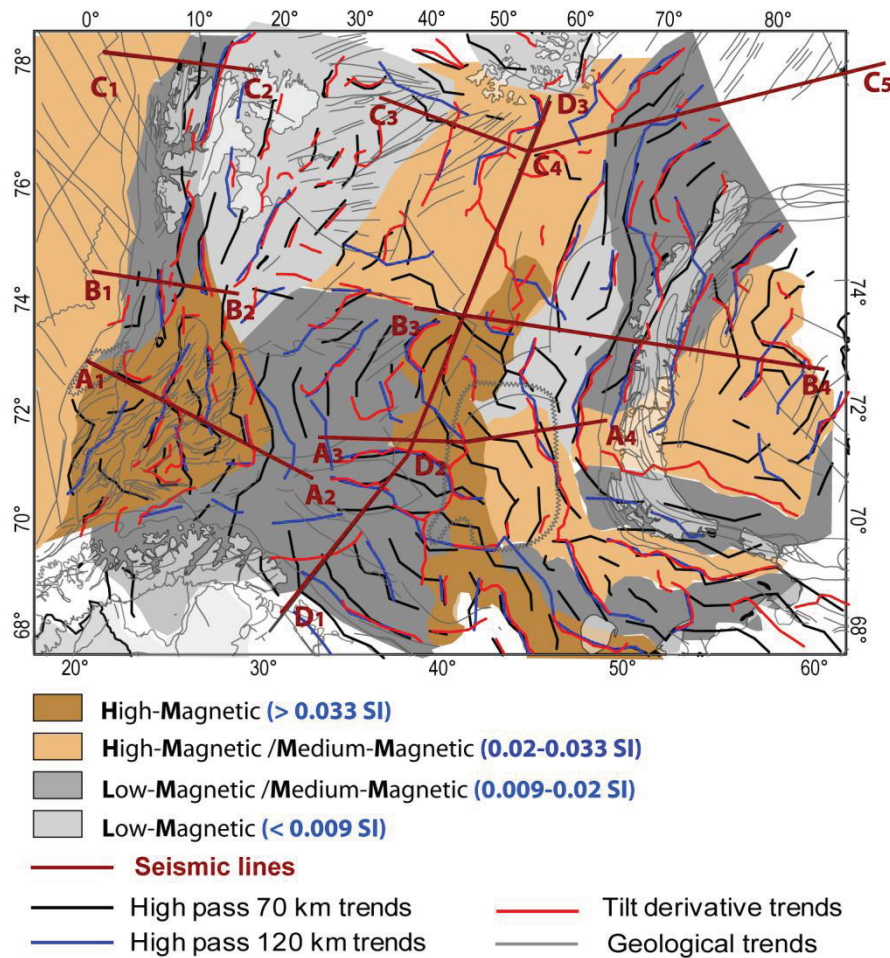 0° 10° 20° 30° 40° 50° 60° 70° 80°
78° 78°
C1 C2 C3 D3 C4 C5
76° 76°
74° 74°
B1 B2 B3 B4
72° 72°
A1 A2 A3 D2 A4
70° 70°
68° D1 68°
20° 30° 40° 50° 60°
High-Magnetic (> 0.033 SI)
High-Magnetic /Medium-Magnetic (0.02-0.033 SI)
Low-Magnetic /Medium-Magnetic (0.009-0.02 SI)
Low-Magnetic (< 0.009 SI)
Seismic lines
High pass 70 km trends Tilt derivative trends
High pass 120 km trends Geological trends